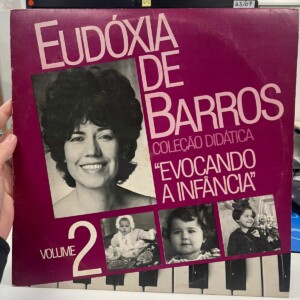 EUDÓXIA
DE
BARROS
COLEÇÃO DIDÁTICA
"EVOCANDO
A INFÂNCIA"
VOLUME 2